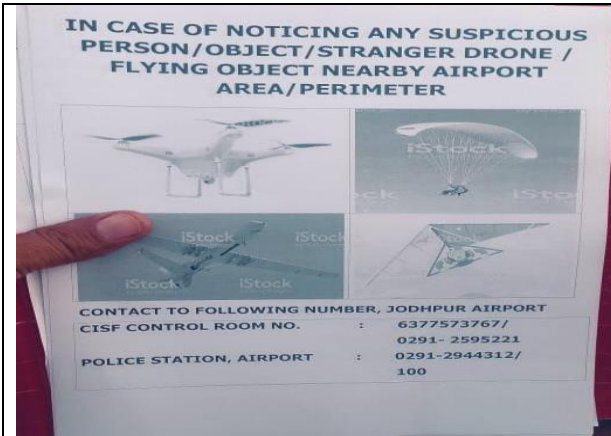 IN CASE OF NOTICING ANY SUSPICIOUS
PERSON/OBJECT/STRANGER DRONE /
FLYING OBJECT NEARBY AIRPORT
AREA/PERIMETER
iStock
iStock
iStock
iStock
iStock
CONTACT TO FOLLOWING NUMBER, JODHPUR AIRPORT
CISF CONTROL ROOM NO. : 6377573767/
0291- 2595221
POLICE STATION, AIRPORT : 0291-2944312/
100